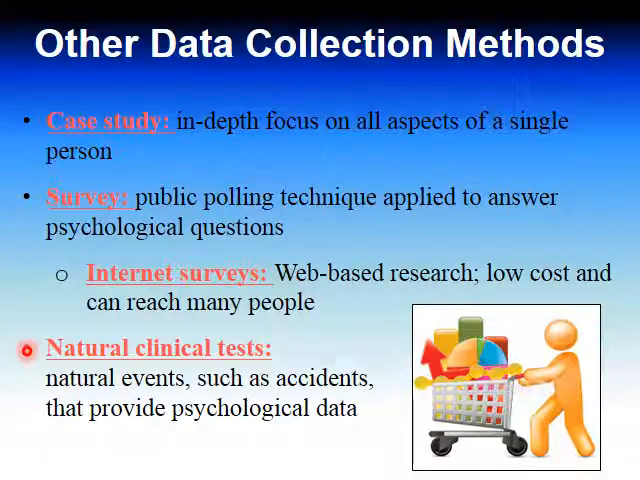 Other Data Collection Methods
• Case study: in-depth focus on all aspects of a single
person
• Survey: public polling technique applied to answer
psychological questions
o Internet surveys: Web-based research; low cost and
can reach many people
• Natural clinical tests:
natural events, such as accidents,
that provide psychological data